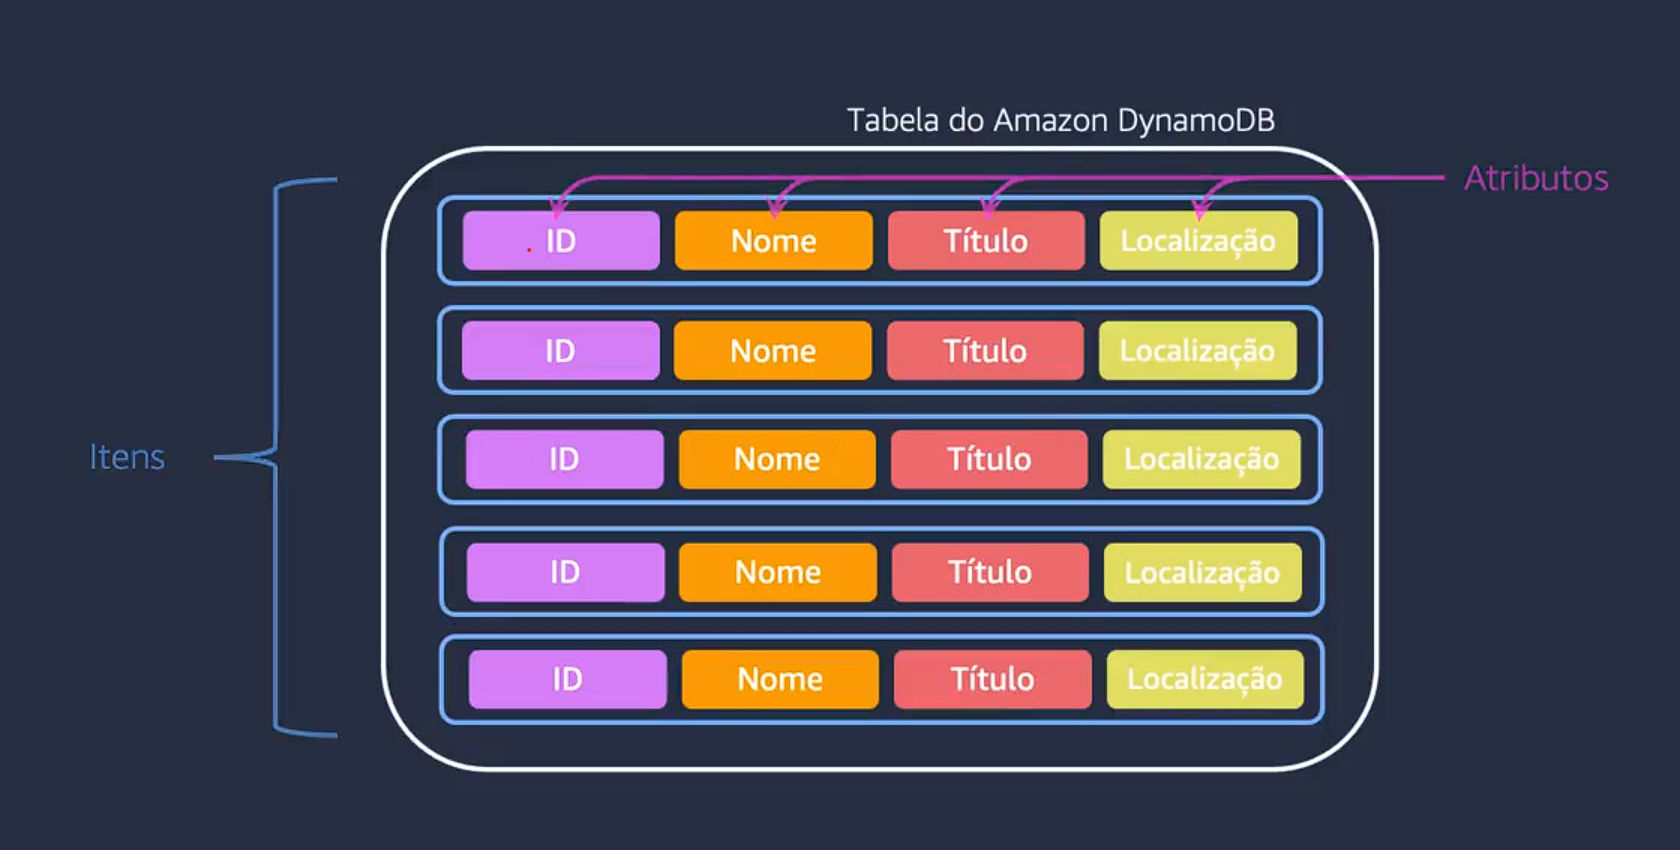 Tabela do Amazon DynamoDB
Atributos
ID Nome Título Localização
ID Nome Título Localização
Itens
ID Nome Título Localização
ID Nome Título Localização
ID Nome Título Localização